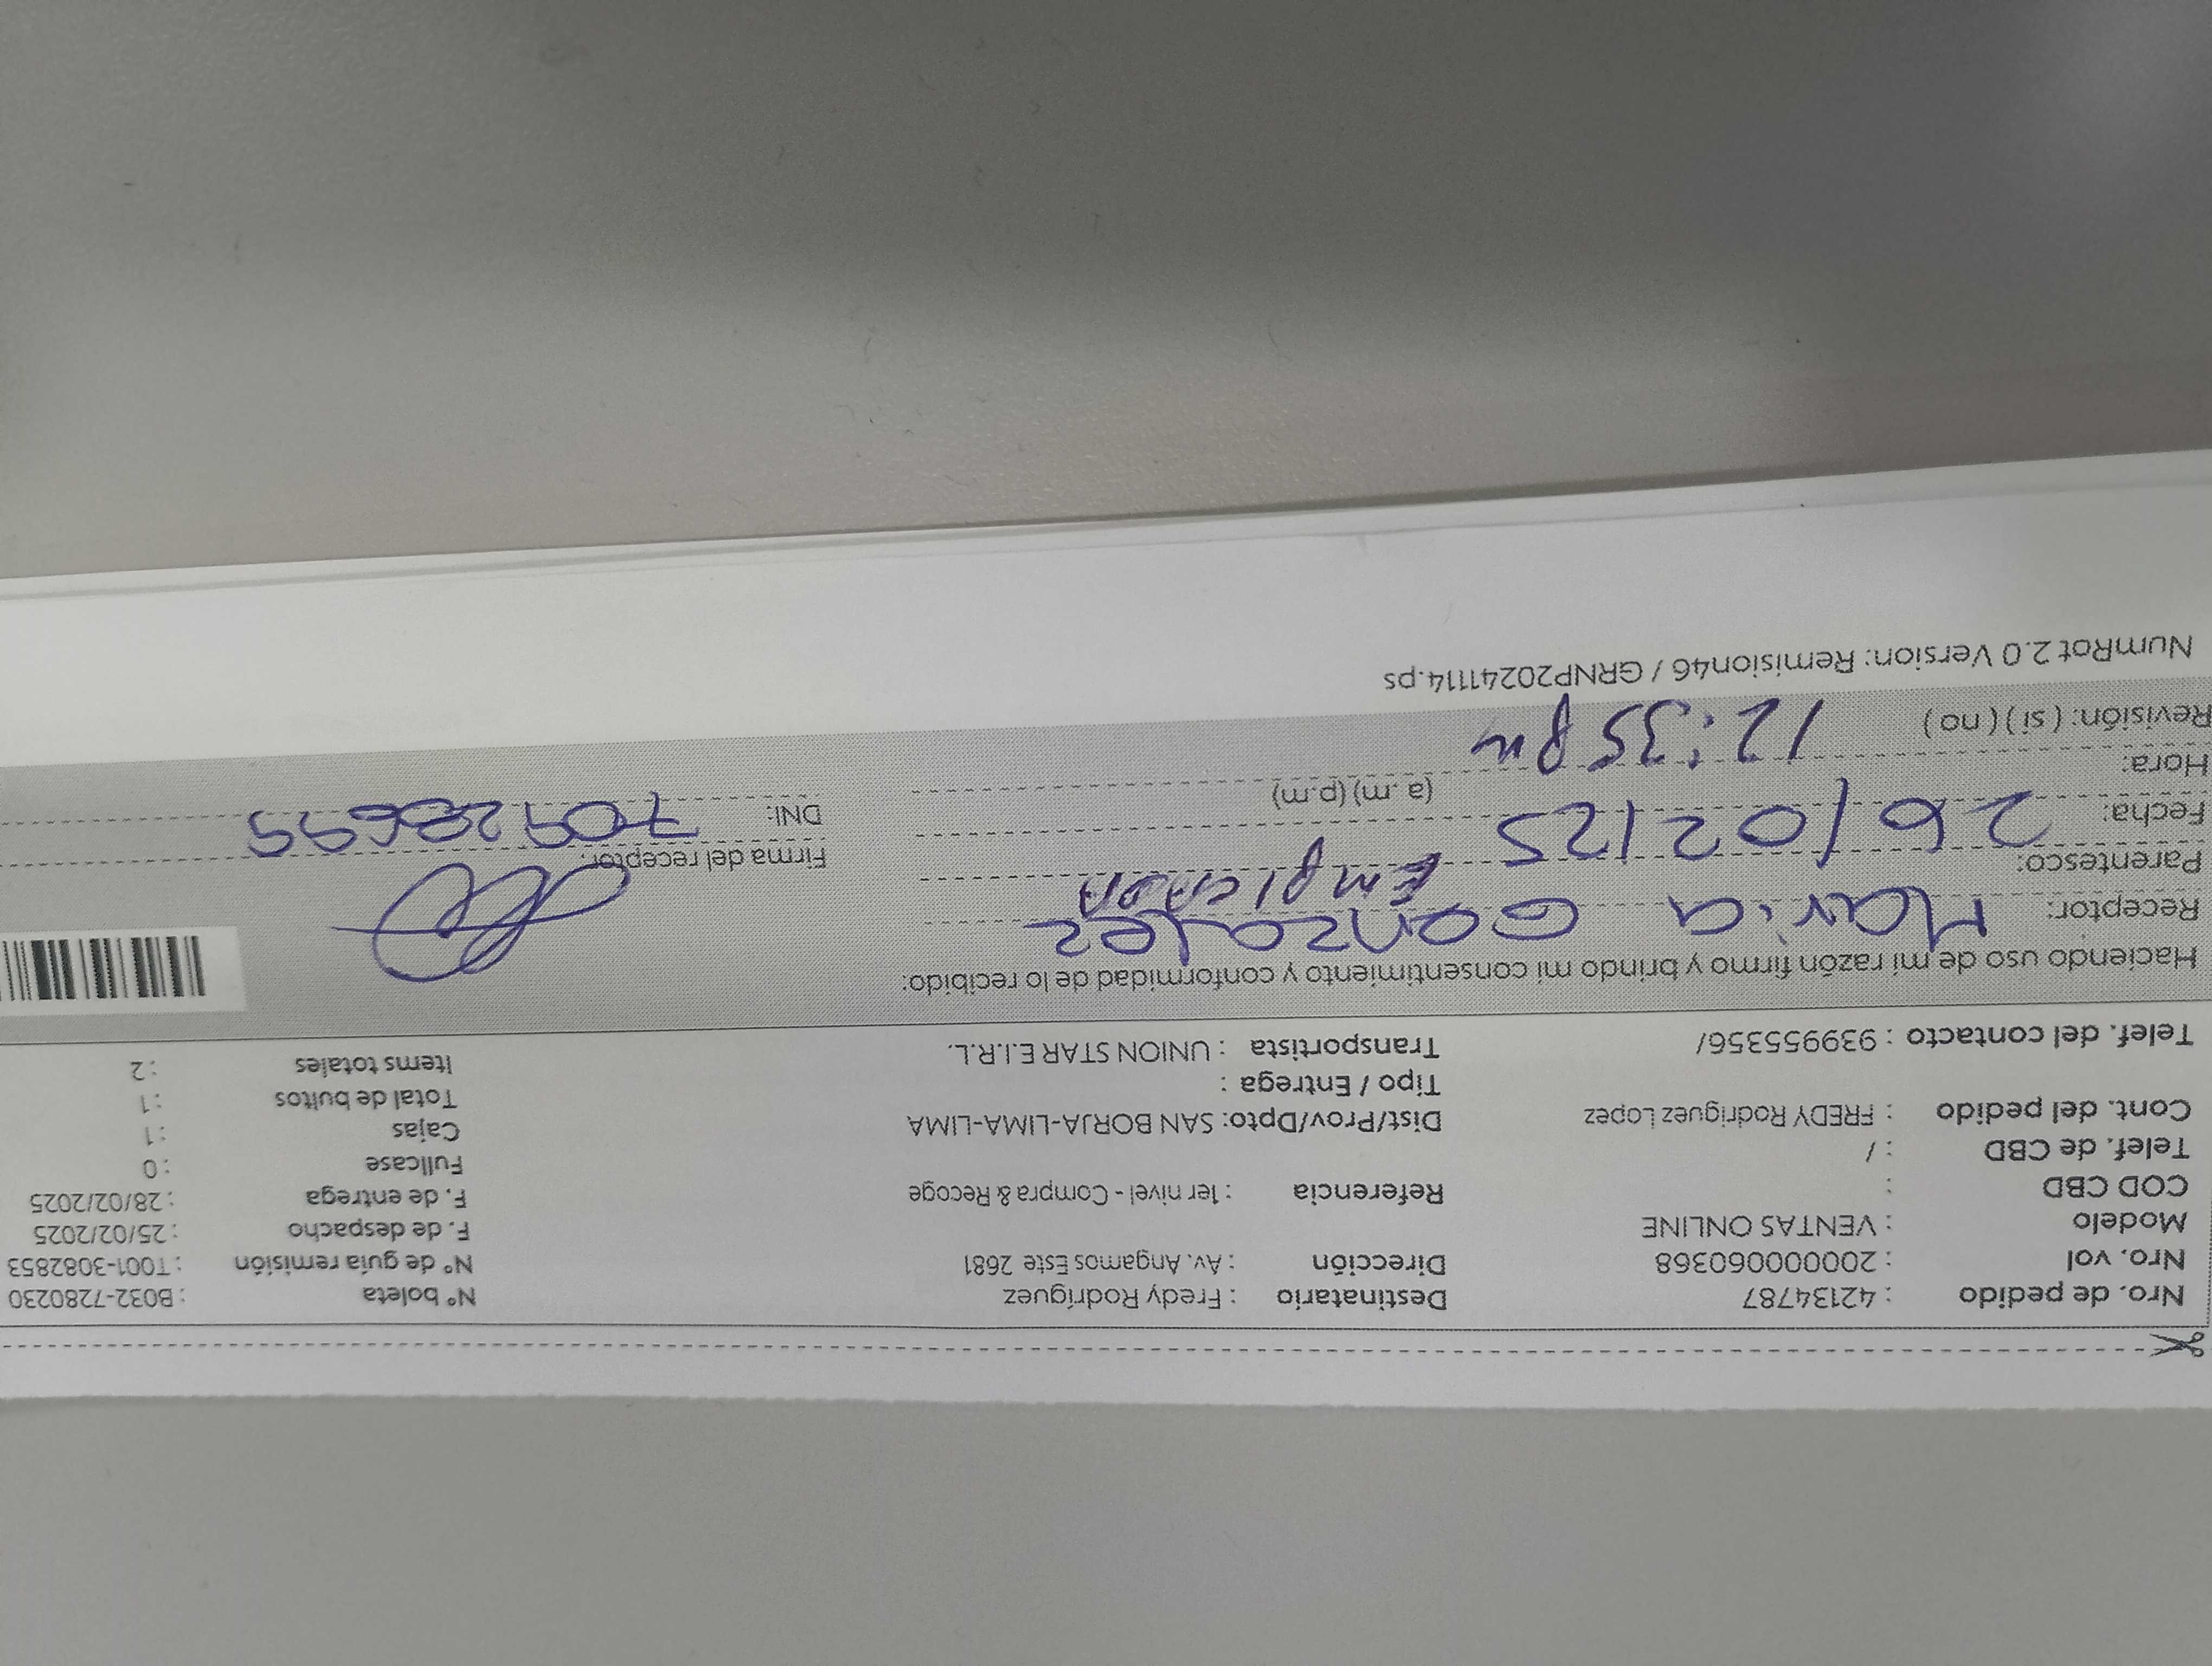 Nro. de pedido : 42134787 Destinatario : Fredy Rodríguez N° boleta : B032-7280230
Nro. vol : 2000000060368 Dirección : Av. Angamos Este 2681 N° de guía remisión : T001-3082853
Modelo : VENTAS ONLINE F. de despacho : 25/02/2025
COD CBD : Referencia : 1er nivel - Compra & Recoge F. de entrega : 28/02/2025
Telef. de CBD : / Fullcase : 0
Cont. del pedido : FREDY Rodriguez Lopez Dist/Prov/Dpto: SAN BORJA-LIMA-LIMA Cajas : 1
Tipo / Entrega : Total de bultos : 1
Telef. del contacto : 939955356/ Transportista : UNION STAR E.I.R.L. Items totales : 2
Haciendo uso de mi razón firmo y brindo mi consentimiento y conformidad de lo recibido:
Receptor: Maria Gonzalez
Parentesco: Empleada Firma del receptor:
Fecha: 26/02/25 DNI:
Hora: 12:35 pm (a.m) (p.m)
Revisión: ( si ) ( no )
NumRot 2.0 Version: Remision46 / GRNP20241114.ps